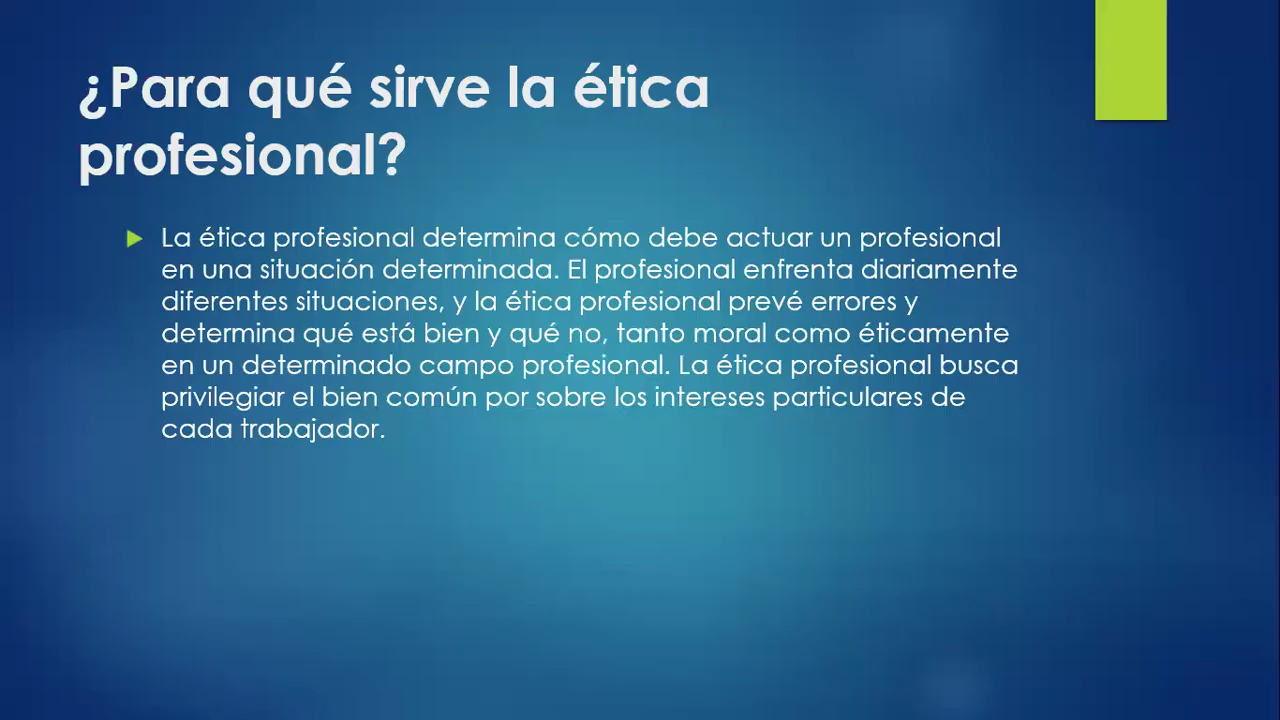 ¿Para qué sirve la ética
profesional?
La ética profesional determina cómo debe actuar un profesional
en una situación determinada. El profesional enfrenta diariamente
diferentes situaciones, y la ética profesional prevé errores y
determina qué está bien y qué no, tanto moral como éticamente
en un determinado campo profesional. La ética profesional busca
privilegiar el bien común por sobre los intereses particulares de
cada trabajador.